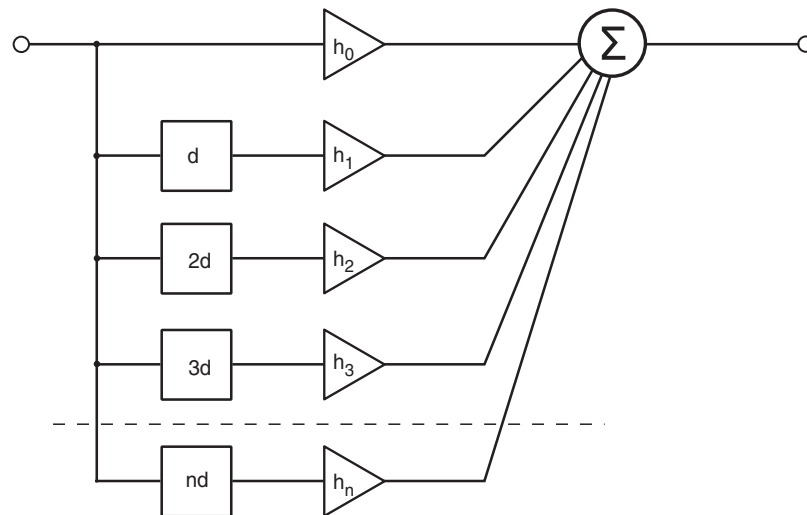 h₀ Σ
d h₁
2d h₂
3d h₃
nd hₙ